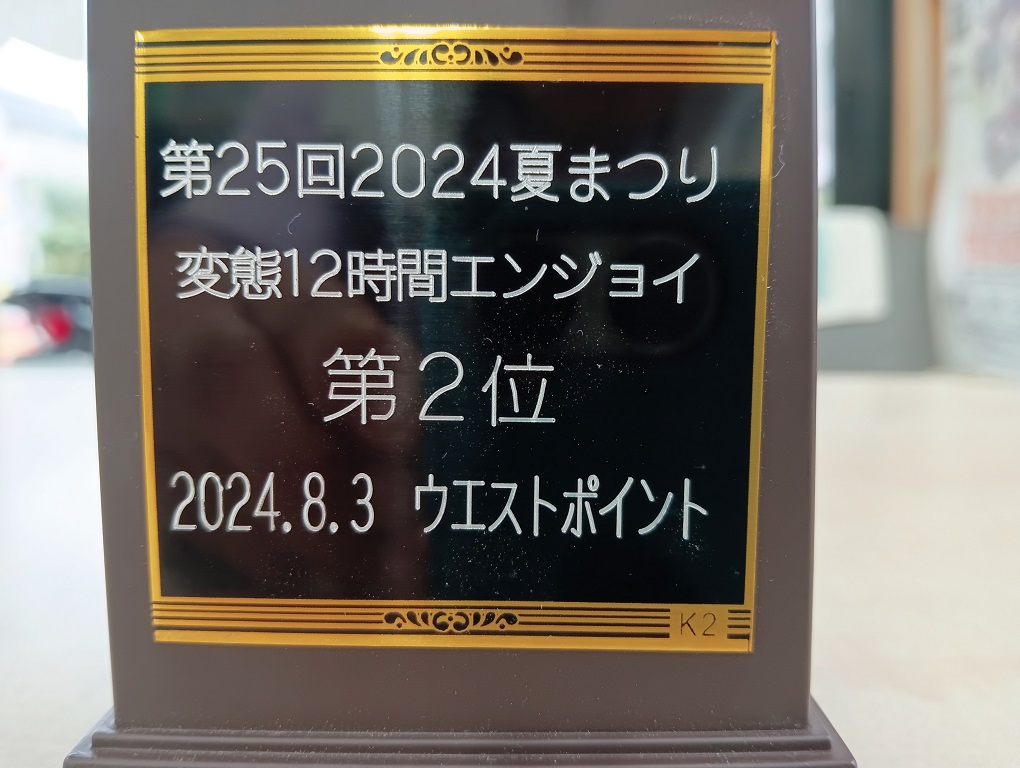 第25回2024夏まつり
変態12時間エンジョイ
第2位
2024.8.3 ウエストポイント
K2